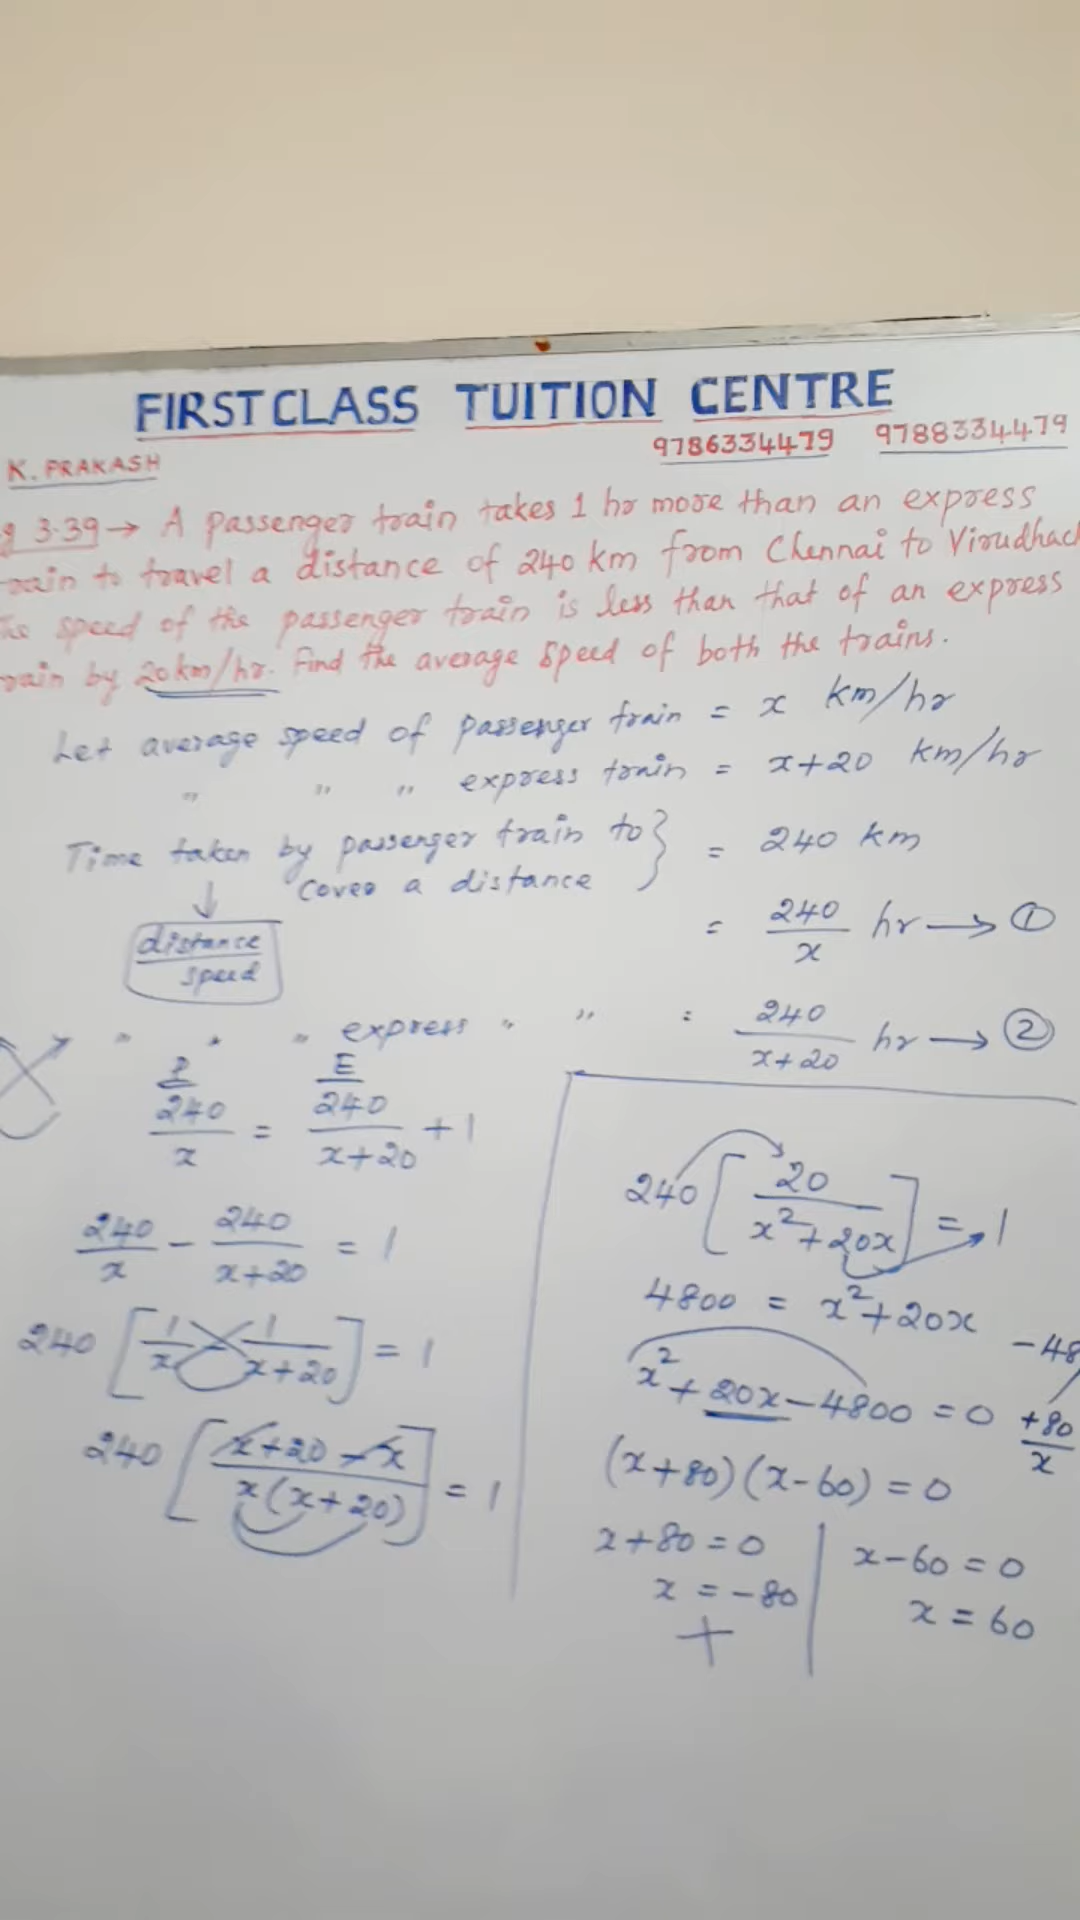 FIRST CLASS TUITION CENTRE
9786334479 9788334479
K. PRAKASH
g 3.39 → A passenger train takes 1 hr more than an express
rain to travel a distance of 240 km from Chennai to Virudhach
The speed of the passenger train is less than that of an express
rain by 20 km/hr. Find the average speed of both the trains.
Let average speed of passenger train = x km/hr
" " " express train = x+20 km/hr
Time taken by passenger train to } = 240 km
cover a distance
distance/speed
= 240/x hr → ①
" " " express " " = 240/(x+20) hr → ②
P E
240/x = 240/(x+20) + 1
240/x - 240/(x+20) = 1
240 [1/x - 1/(x+20)] = 1
240 [(x+20-x)/(x(x+20))] = 1
240 [20/(x²+20x)] = 1
4800 = x²+20x
-48
x²+20x-4800 = 0
+80/x
(x+80)(x-60) = 0
x+80=0
x = -80
x-60=0
x = 60